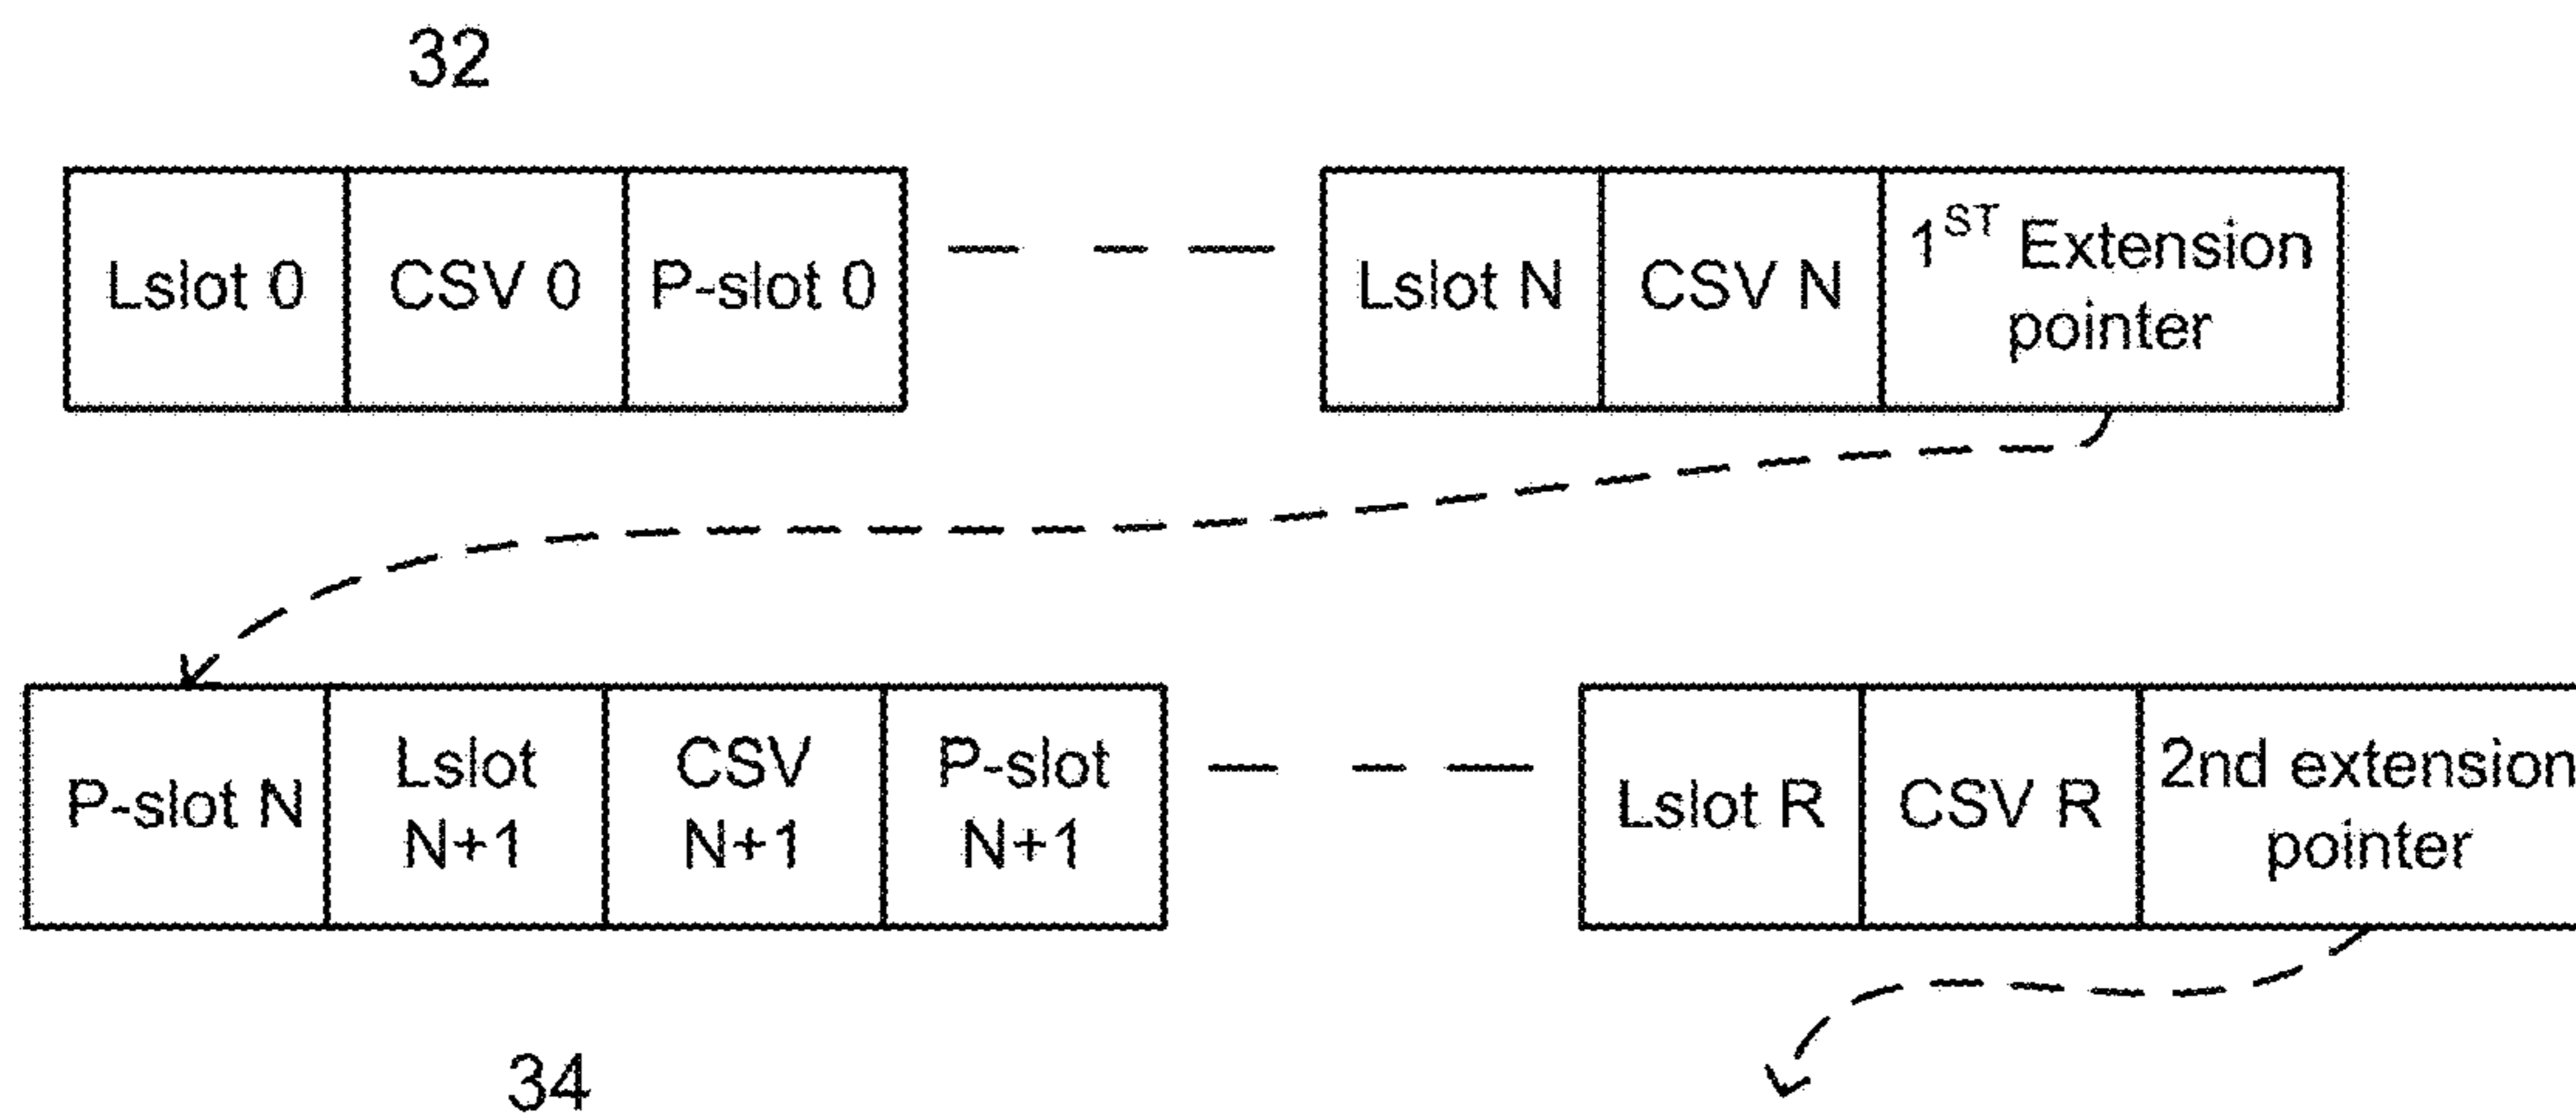 32
Lslot 0 CSV 0 P-slot 0 Lslot N CSV N 1ST Extension
pointer
P-slot N Lslot
N+1 CSV
N+1 P-slot
N+1 Lslot R CSV R 2nd extension
pointer
34